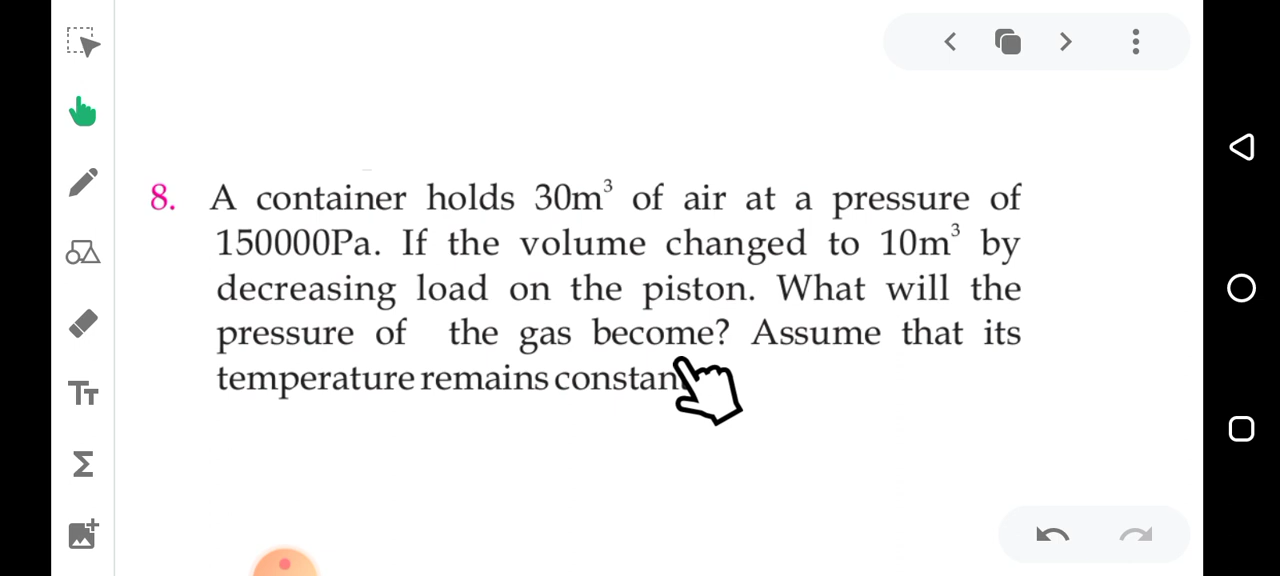 8. A container holds 30m³ of air at a pressure of
150000Pa. If the volume changed to 10m³ by
decreasing load on the piston. What will the
pressure of the gas become? Assume that its
temperature remains constan
Tт
Σ